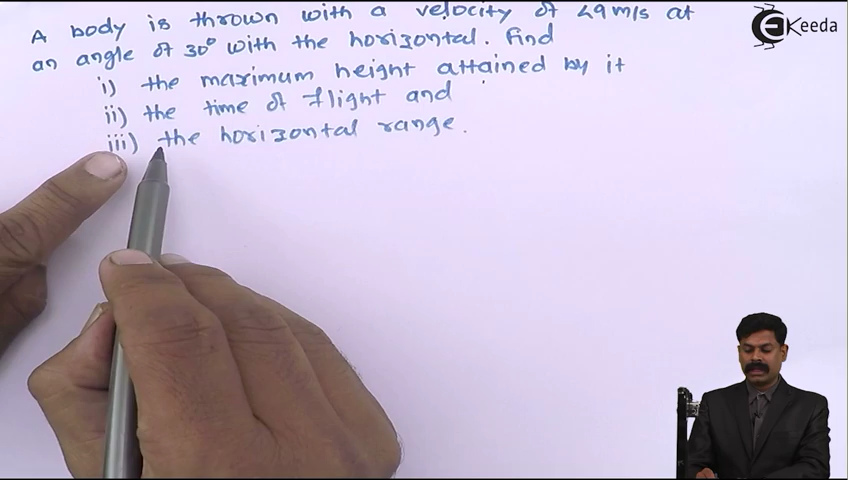 A body is thrown with a velocity of 49 m/s at
an angle of 30° with the horizontal. Find
i) the maximum height attained by it
ii) the time of flight and
iii) the horizontal range.
EKeeda